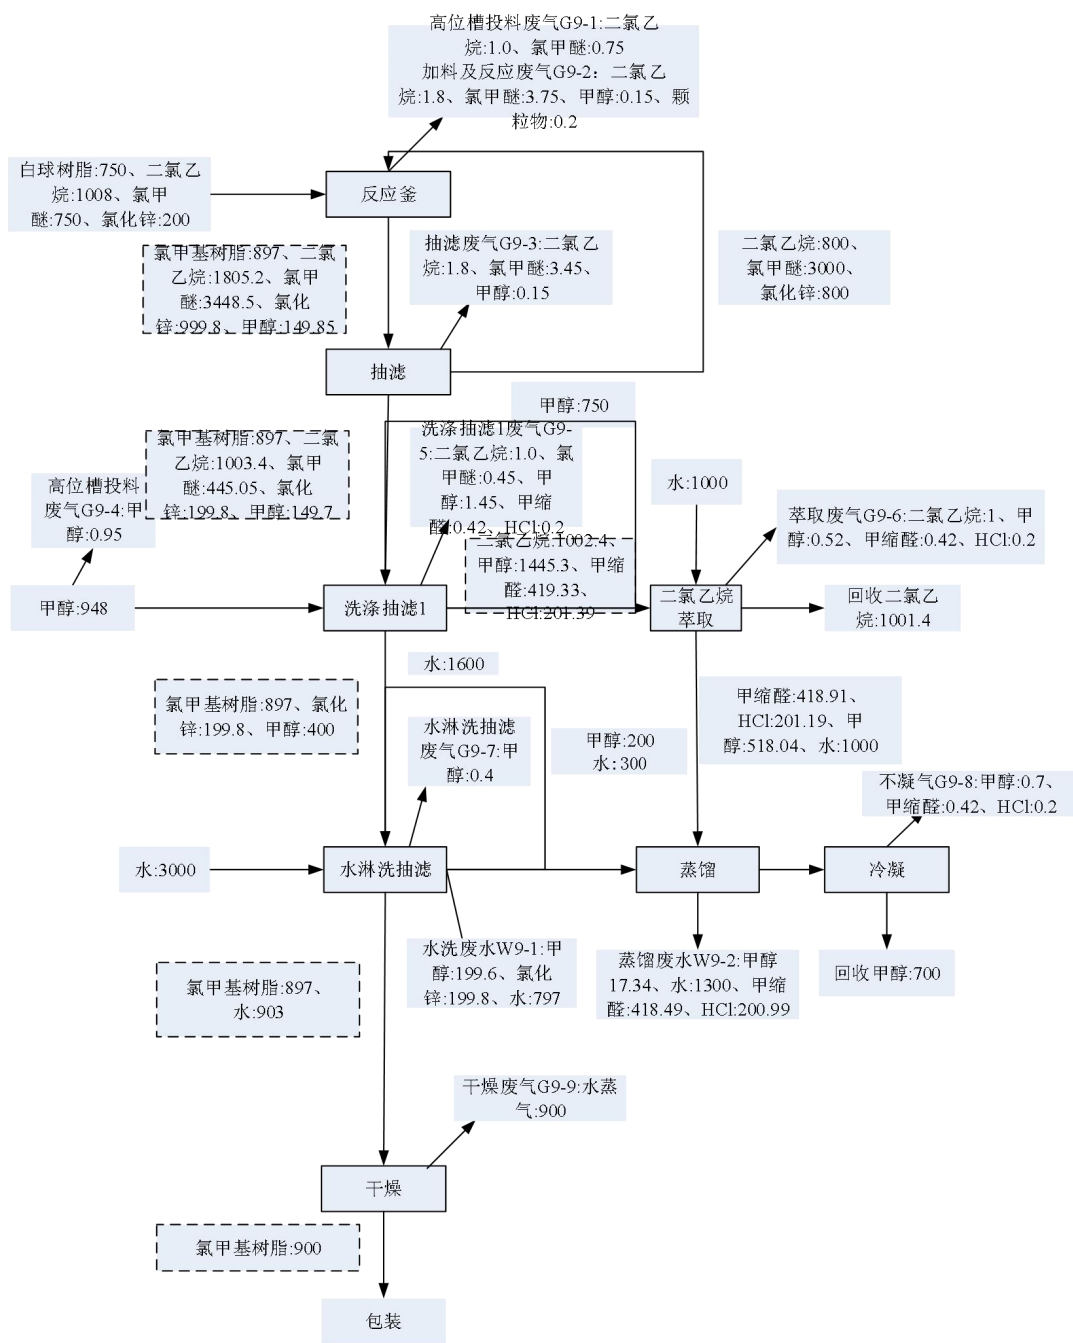 高位槽投料废气G9-1:二氯乙
烷:1.0、氯甲醚:0.75
加料及反应废气G9-2：二氯乙
烷:1.8、氯甲醚:3.75、甲醇:0.15、颗
粒物:0.2
白球树脂:750、二氯乙
烷:1008、氯甲
醚:750、氯化锌:200
反应釜
氯甲基树脂:897、二氯
乙烷:1805.2、氯甲
醚:3448.5、氯化
锌:999.8、甲醇:149.85
抽滤废气G9-3:二氯乙
烷:1.8、氯甲醚:3.45、
甲醇:0.15
二氯乙烷:800、
氯甲醚:3000、
氯化锌:800
抽滤
甲醇:750
氯甲基树脂:897、二氯
乙烷:1003.4、氯甲
醚:445.05、氯化
锌:199.8、甲醇:149.7
洗涤抽滤1废气G9-
5:二氯乙烷:1.0、氯
甲醚:0.45、甲
醇:1.45、甲缩
醛:0.42、HCl:0.2
高位槽投料
废气G9-4:甲
醇:0.95
水:1000
萃取废气G9-6:二氯乙烷:1、甲
醇:0.52、甲缩醛:0.42、HCl:0.2
二氯乙烷:1002.4、
甲醇:1445.3、甲缩
醛:419.33、
HCl:201.39
甲醇:948
洗涤抽滤1
二氯乙烷
萃取
回收二氯乙
烷:1001.4
水:1600
氯甲基树脂:897、氯化
锌:199.8、甲醇:400
甲缩醛:418.91、
HCl:201.19、甲
醇:518.04、水:1000
水淋洗抽滤
废气G9-7:甲
醇:0.4
甲醇:200
水:300
不凝气G9-8:甲醇:0.7、
甲缩醛:0.42、HCl:0.2
水:3000
水淋洗抽滤
蒸馏
冷凝
水洗废水W9-1:甲
醇:199.6、氯化
锌:199.8、水:797
蒸馏废水W9-2:甲醇
17.34、水:1300、甲缩
醛:418.49、HCl:200.99
回收甲醇:700
氯甲基树脂:897、
水:903
干燥废气G9-9:水蒸
气:900
干燥
氯甲基树脂:900
包装